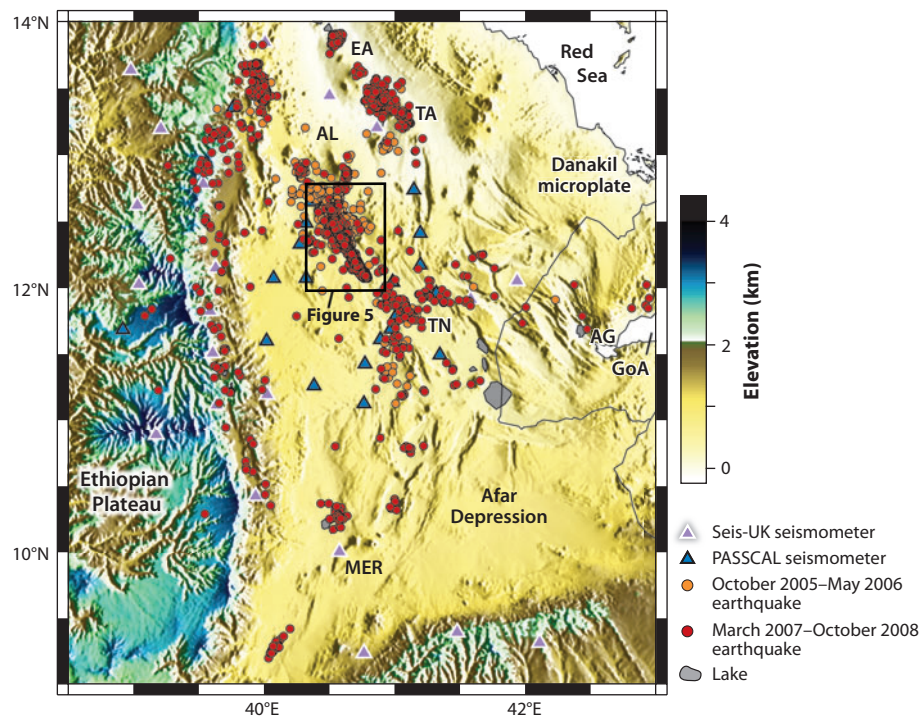 14°N
12°N
10°N
40°E
42°E
EA
TA
AL
Red
Sea
Danakil
microplate
Figure 5
TN
AG
GoA
Ethiopian
Plateau
Afar
Depression
MER
4
2
0
Elevation (km)
Seis-UK seismometer
PASSCAL seismometer
October 2005–May 2006
earthquake
March 2007–October 2008
earthquake
Lake